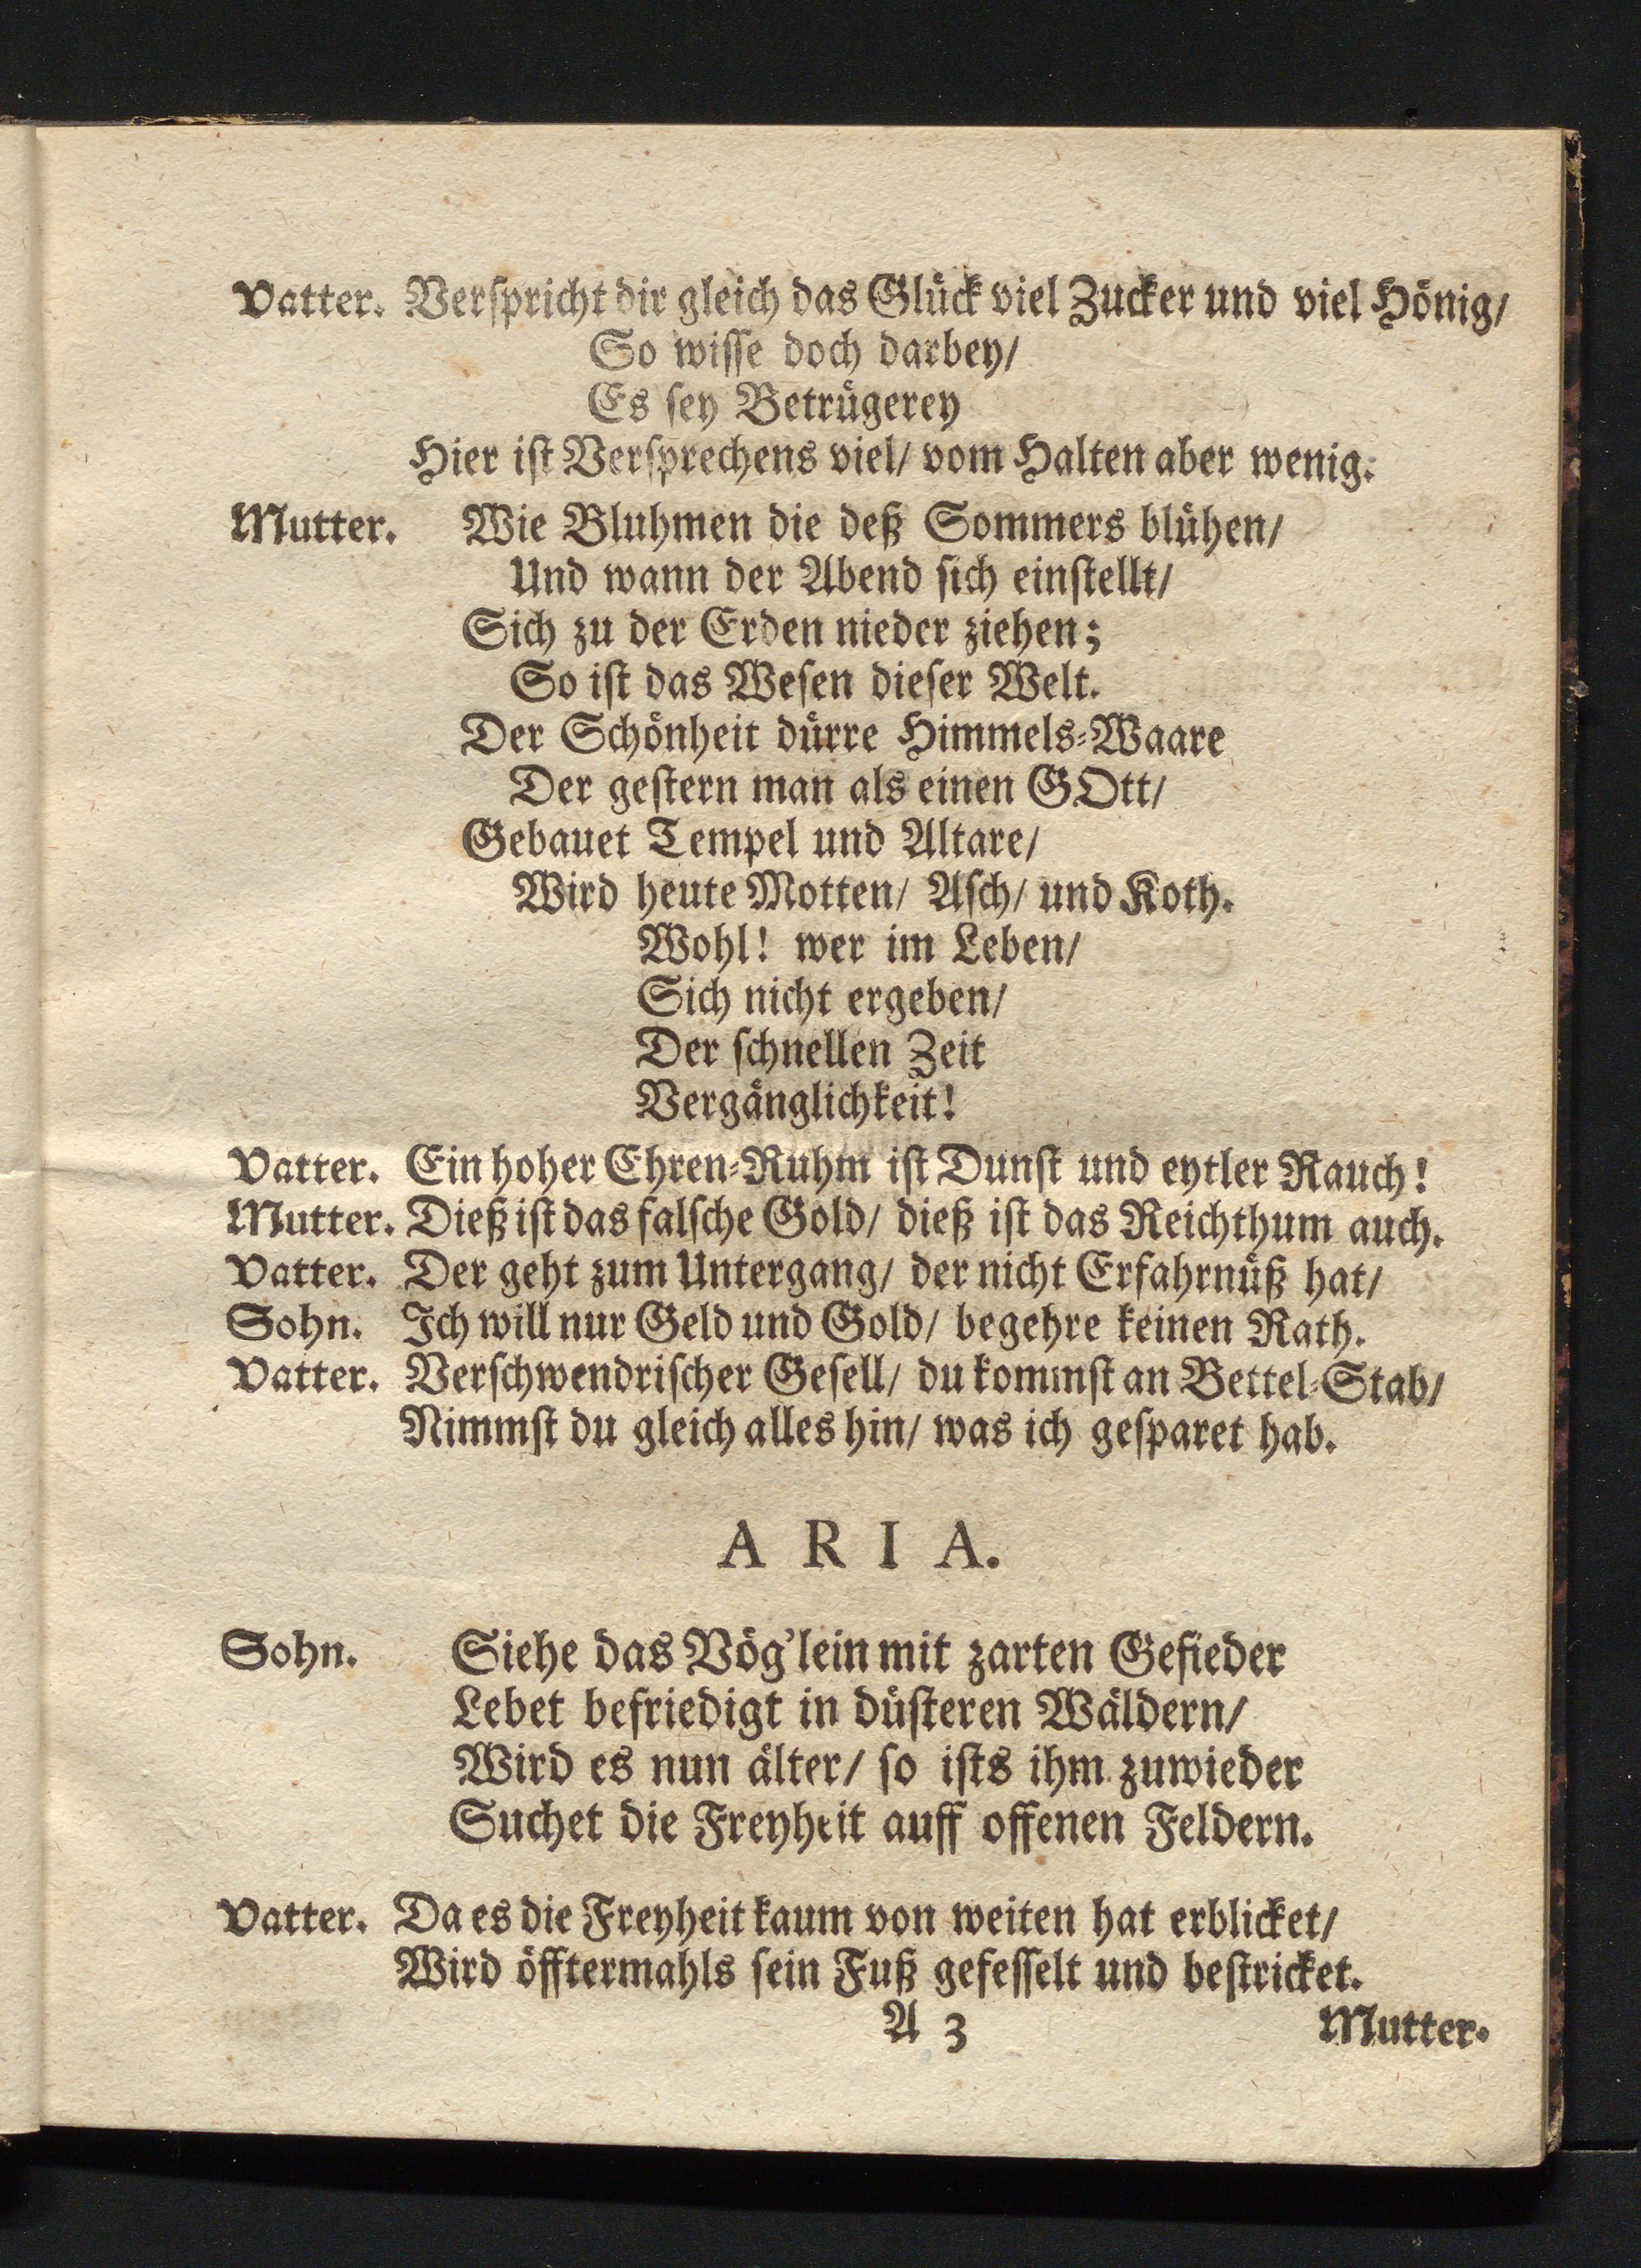 Vatter. Verspricht dir gleich das Glück viel Zucker und viel Hönig/
So wisse doch darbey/
Es sey Betrügerey
Hier ist Versprechens viel/ vom Halten aber wenig.
Mutter. Wie Bluhmen die deß Sommers blühen/
Und wann der Abend sich einstellt/
Sich zu der Erden nieder ziehen;
So ist das Wesen dieser Welt.
Der Schönheit dürre Himmels-Waare
Der gestern man als einen GOtt/
Gebauet Tempel und Altare/
Wird heute Motten/ Asch/ und Koth.
Wohl! wer im Leben/
Sich nicht ergeben/
Der schnellen Zeit
Vergänglichkeit!
Vatter. Ein hoher Ehren-Ruhm ist Dunst und eytler Rauch!
Mutter. Dieß ist das falsche Gold/ dieß ist das Reichthum auch.
Vatter. Der geht zum Untergang/ der nicht Erfahrnüß hat/
Sohn. Ich will nur Geld und Gold/ begehre keinen Rath.
Vatter. Verschwendrischer Gesell/ du kommst an Bettel-Stab/
Nimmst du gleich alles hin/ was ich gesparet hab.
ARIA.
Sohn. Siehe das Vög'lein mit zarten Gefieder
Lebet befriedigt in düsteren Wäldern/
Wird es nun älter/ so ists ihm zuwieder
Suchet die Freyheit auff offenen Feldern.
Vatter. Da es die Freyheit kaum von weiten hat erblicket/
Wird öfftermahls sein Fuß gefesselt und bestricket.
A 3 Mutter.